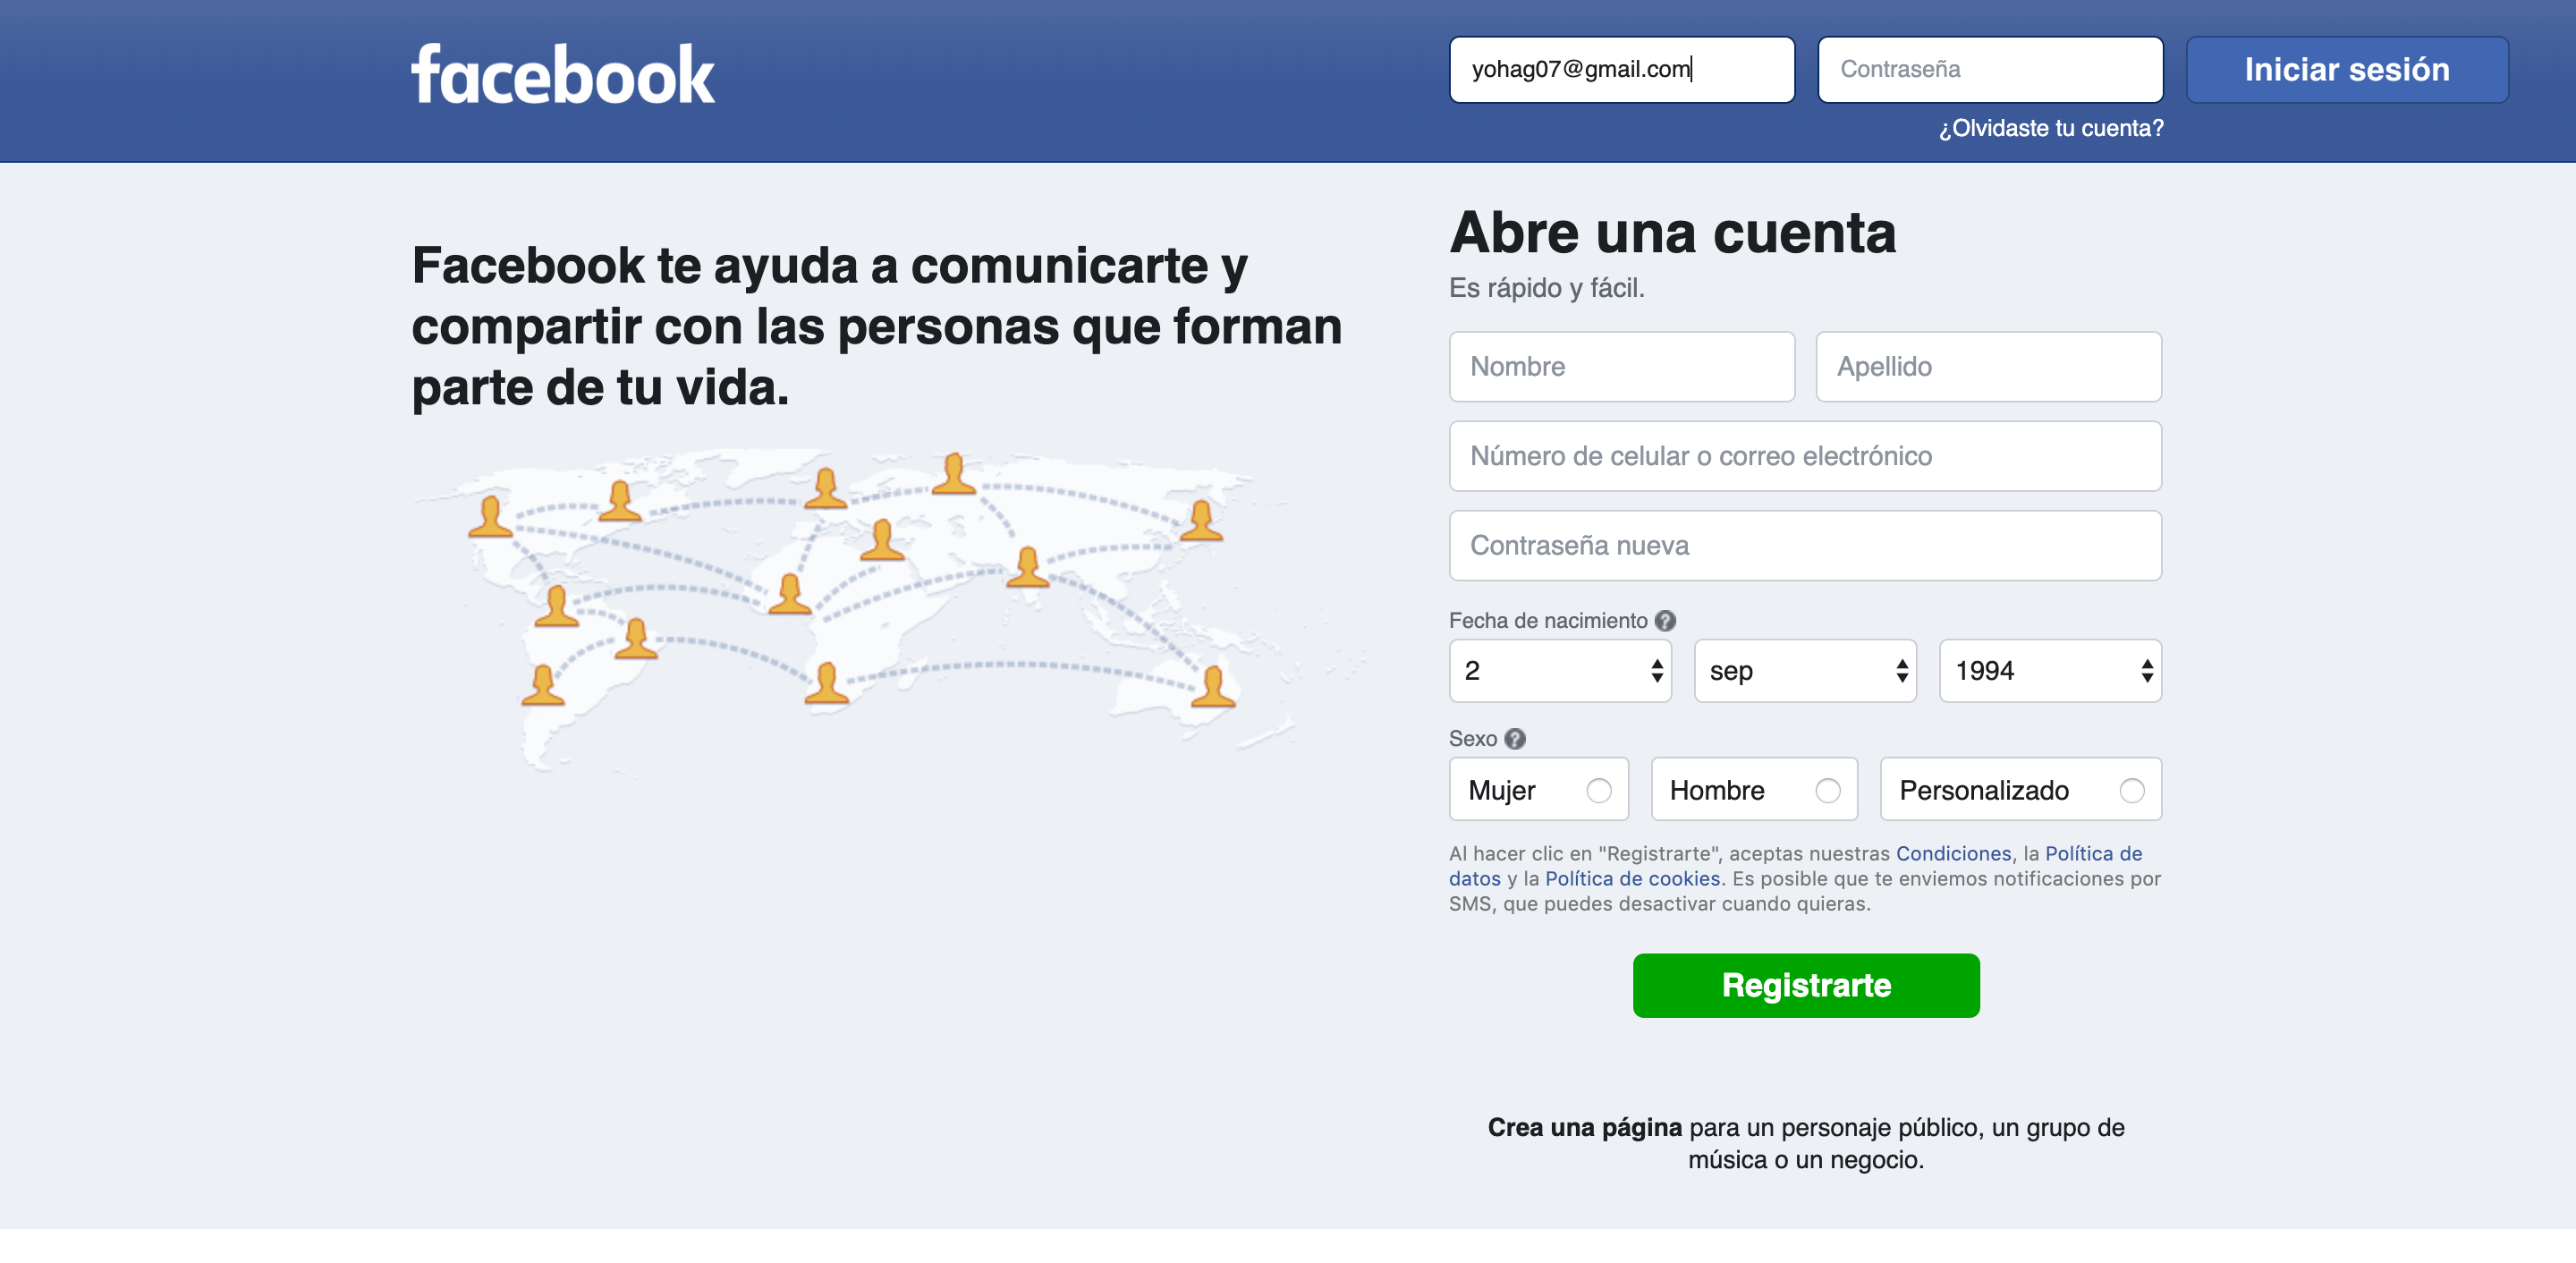 facebook
yohag07@gmail.com
Contraseña
Iniciar sesión
¿Olvidaste tu cuenta?
Facebook te ayuda a comunicarte y
compartir con las personas que forman
parte de tu vida.
Abre una cuenta
Es rápido y fácil.
Nombre
Apellido
Número de celular o correo electrónico
Contraseña nueva
Fecha de nacimiento ?
2
sep
1994
Sexo ?
Mujer
Hombre
Personalizado
Al hacer clic en "Registrarte", aceptas nuestras Condiciones, la Política de
datos y la Política de cookies. Es posible que te enviemos notificaciones por
SMS, que puedes desactivar cuando quieras.
Registrarte
Crea una página para un personaje público, un grupo de
música o un negocio.